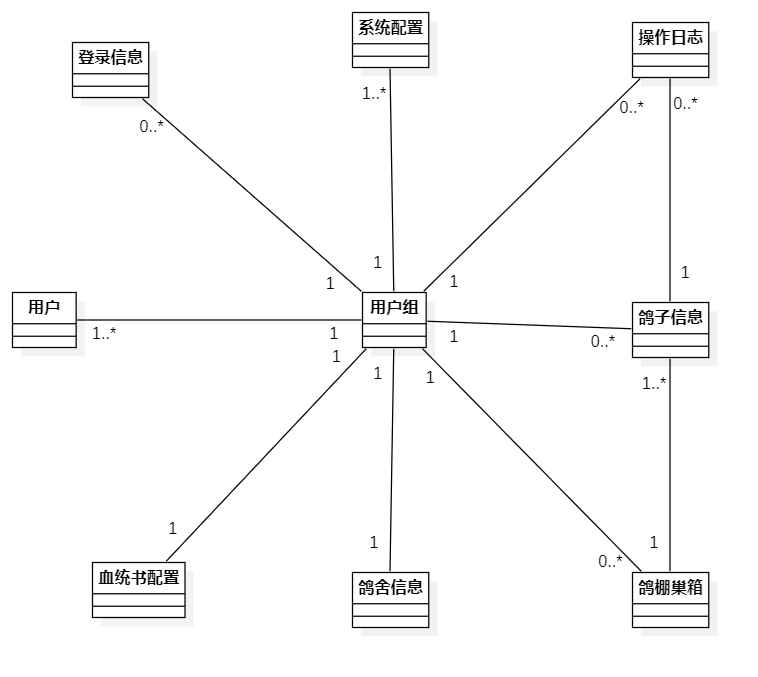 系统配置
操作日志
登录信息
1..*
0..*
0..*
0..*
1
1
1
1
用户
用户组
鸽子信息
1..*
1
1
0..*
1
1
1
1..*
1
1
1
0..*
血统书配置
鸽舍信息
鸽棚巢箱